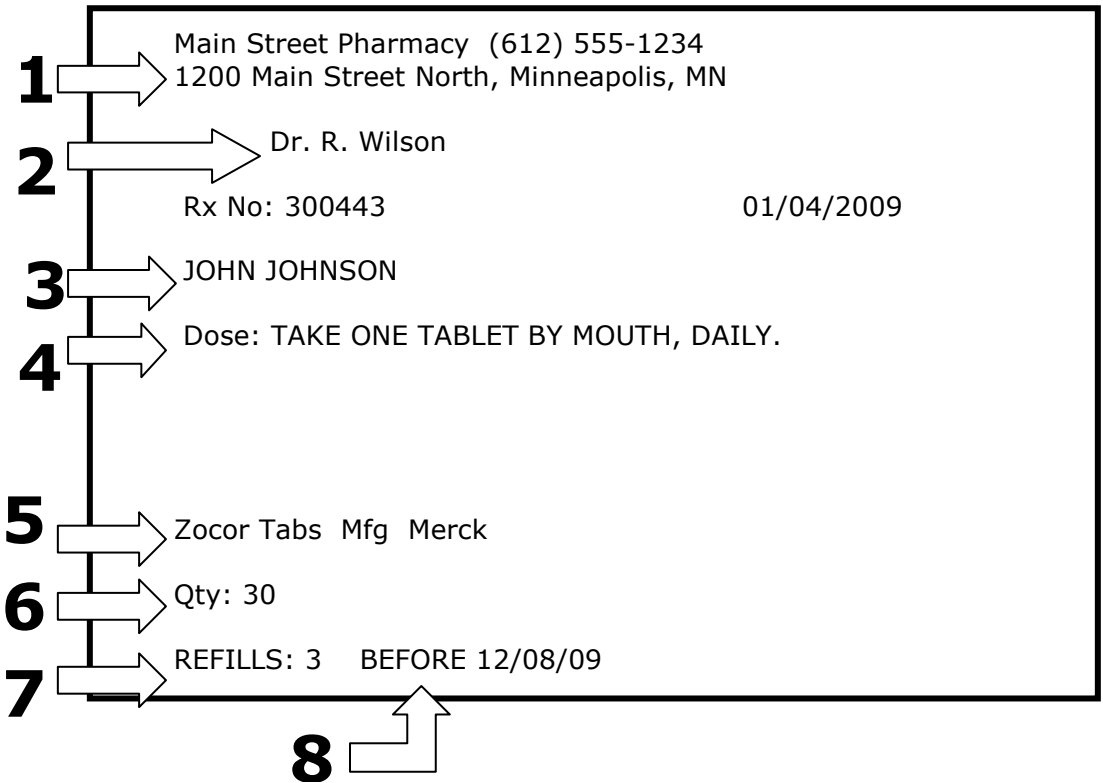 Main Street Pharmacy (612) 555-1234
1 1200 Main Street North, Minneapolis, MN
2 Dr. R. Wilson
Rx No: 300443 01/04/2009
3 JOHN JOHNSON
4 Dose: TAKE ONE TABLET BY MOUTH, DAILY.
5 Zocor Tabs Mfg Merck
6 Qty: 30
7 REFILLS: 3 BEFORE 12/08/09
8